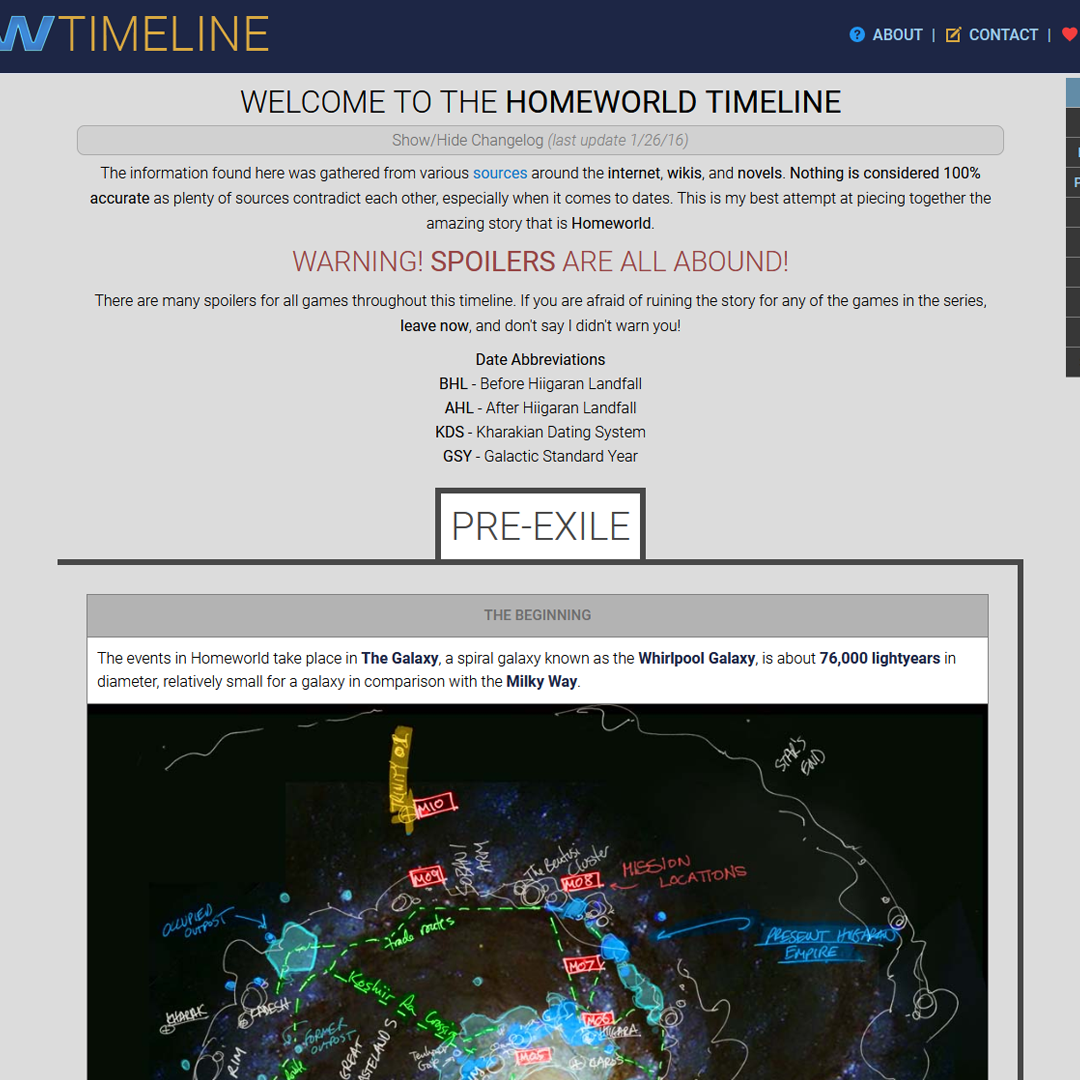 W TIMELINE
ABOUT | CONTACT |
WELCOME TO THE HOMEWORLD TIMELINE
Show/Hide Changelog (last update 1/26/16)
The information found here was gathered from various sources around the internet, wikis, and novels. Nothing is considered 100%
accurate as plenty of sources contradict each other, especially when it comes to dates. This is my best attempt at piecing together the
amazing story that is Homeworld.
WARNING! SPOILERS ARE ALL ABOUND!
There are many spoilers for all games throughout this timeline. If you are afraid of ruining the story for any of the games in the series,
leave now, and don't say I didn't warn you!
Date Abbreviations
BHL - Before Hiigaran Landfall
AHL - After Hiigaran Landfall
KDS - Kharakian Dating System
GSY - Galactic Standard Year
PRE-EXILE
THE BEGINNING
The events in Homeworld take place in The Galaxy, a spiral galaxy known as the Whirlpool Galaxy, is about 76,000 lightyears in
diameter, relatively small for a galaxy in comparison with the Milky Way.
STAR'S
END
M10
ARM
The Bentusi
Cluster
M09
M08
MISSION
LOCATIONS
OCCUPIED
OUTPOST
trade routes
PRESENT HIIGARAN
EMPIRE
M07
KHARAK
M06
HIIGARA
FORMER
OUTPOST
RIM
GREAT